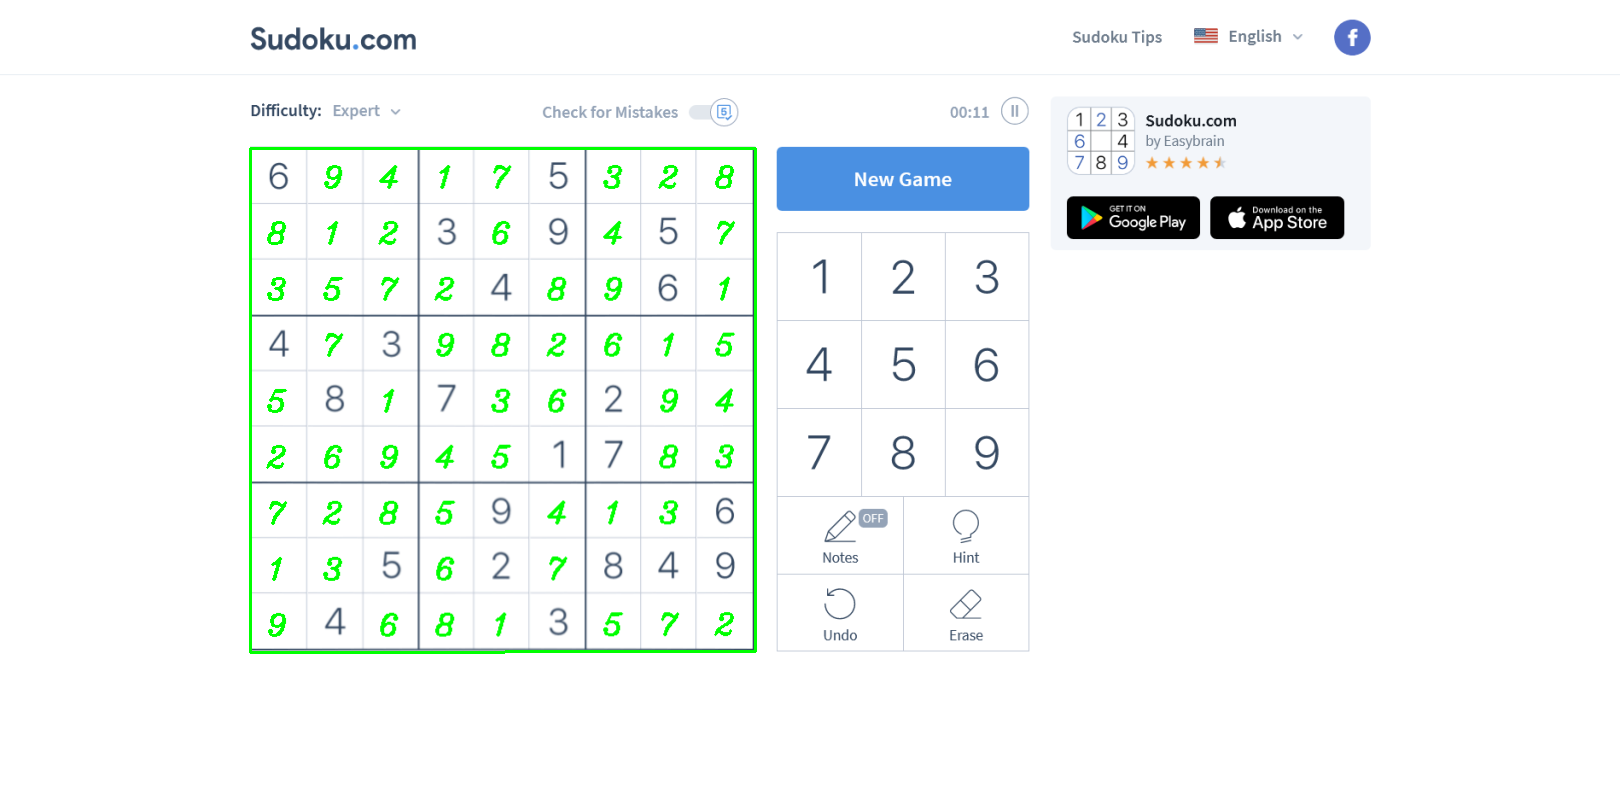 Sudoku.com
Sudoku Tips
English
f
Difficulty: Expert
Check for Mistakes
00:11
6 9 4 1 7 5 3 2 8
8 1 2 3 6 9 4 5 7
3 5 7 2 4 8 9 6 1
4 7 3 9 8 2 6 1 5
5 8 1 7 3 6 2 9 4
2 6 9 4 5 1 7 8 3
7 2 8 5 9 4 1 3 6
1 3 5 6 2 7 8 4 9
9 4 6 8 1 3 5 7 2
New Game
1 2 3
4 5 6
7 8 9
OFF
Notes
Hint
Undo
Erase
1 2 3
6 4
7 8 9
Sudoku.com
by Easybrain
GET IT ON
Google Play
Download on the
App Store